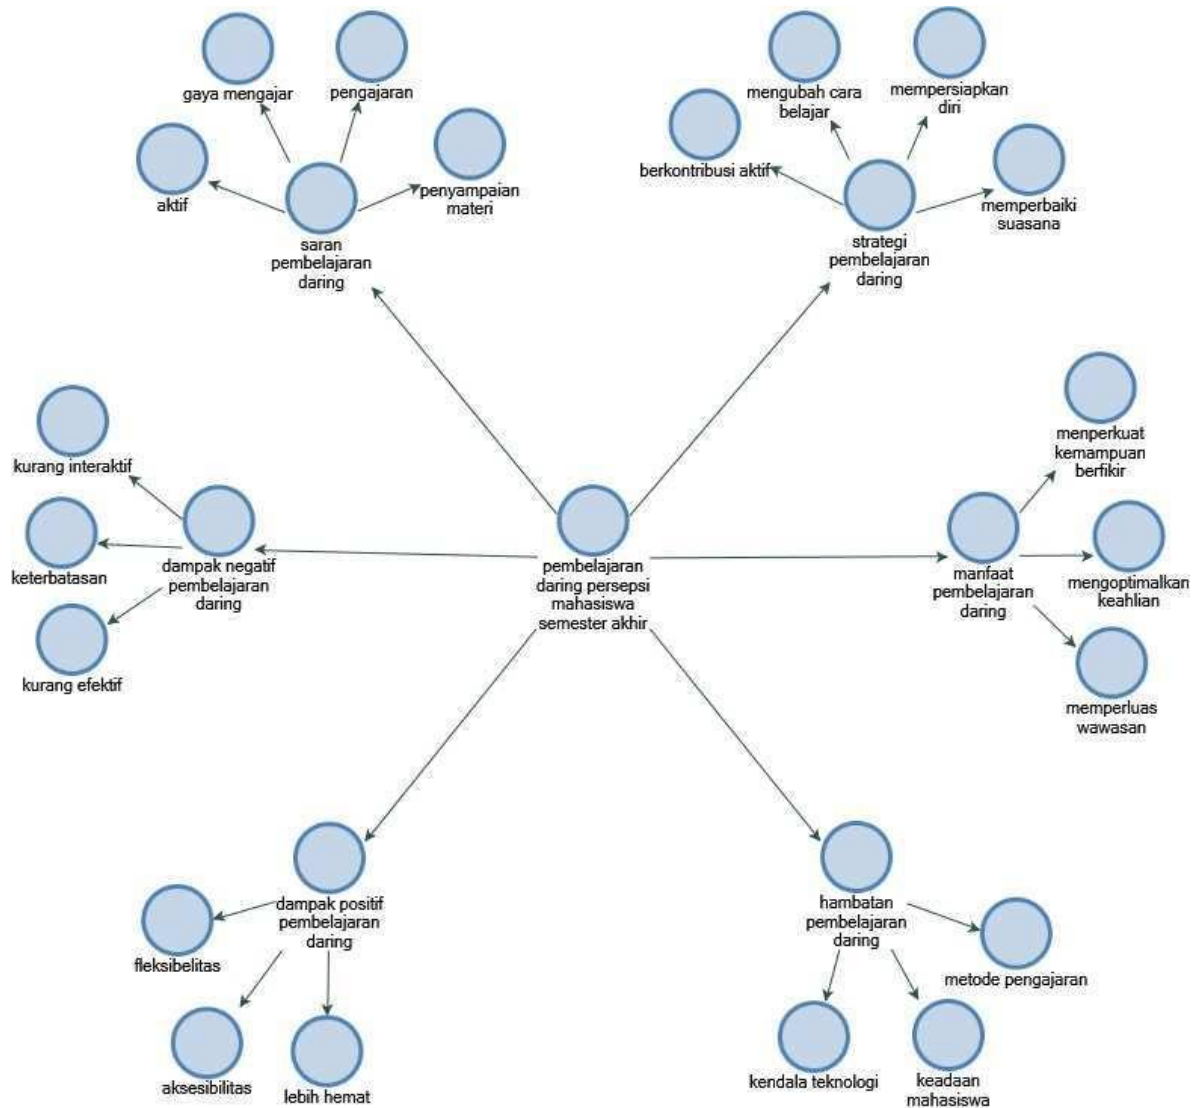 gaya mengajar
pengajaran
aktif
penyampaian
materi
saran
pembelajaran
daring
mengubah cara
belajar
mempersiapkan
diri
berkontribusi aktif
memperbaiki
suasana
strategi
pembelajaran
daring
kurang interaktif
keterbatasan
kurang efektif
dampak negatif
pembelajaran
daring
pembelajaran
daring persepsi
mahasiswa
semester akhir
menperkuat
kemampuan
berfikir
manfaat
pembelajaran
daring
mengoptimalkan
keahlian
memperluas
wawasan
dampak positif
pembelajaran
daring
fleksibelitas
aksesibilitas
lebih hemat
hambatan
pembelajaran
daring
metode pengajaran
kendala teknologi
keadaan
mahasiswa